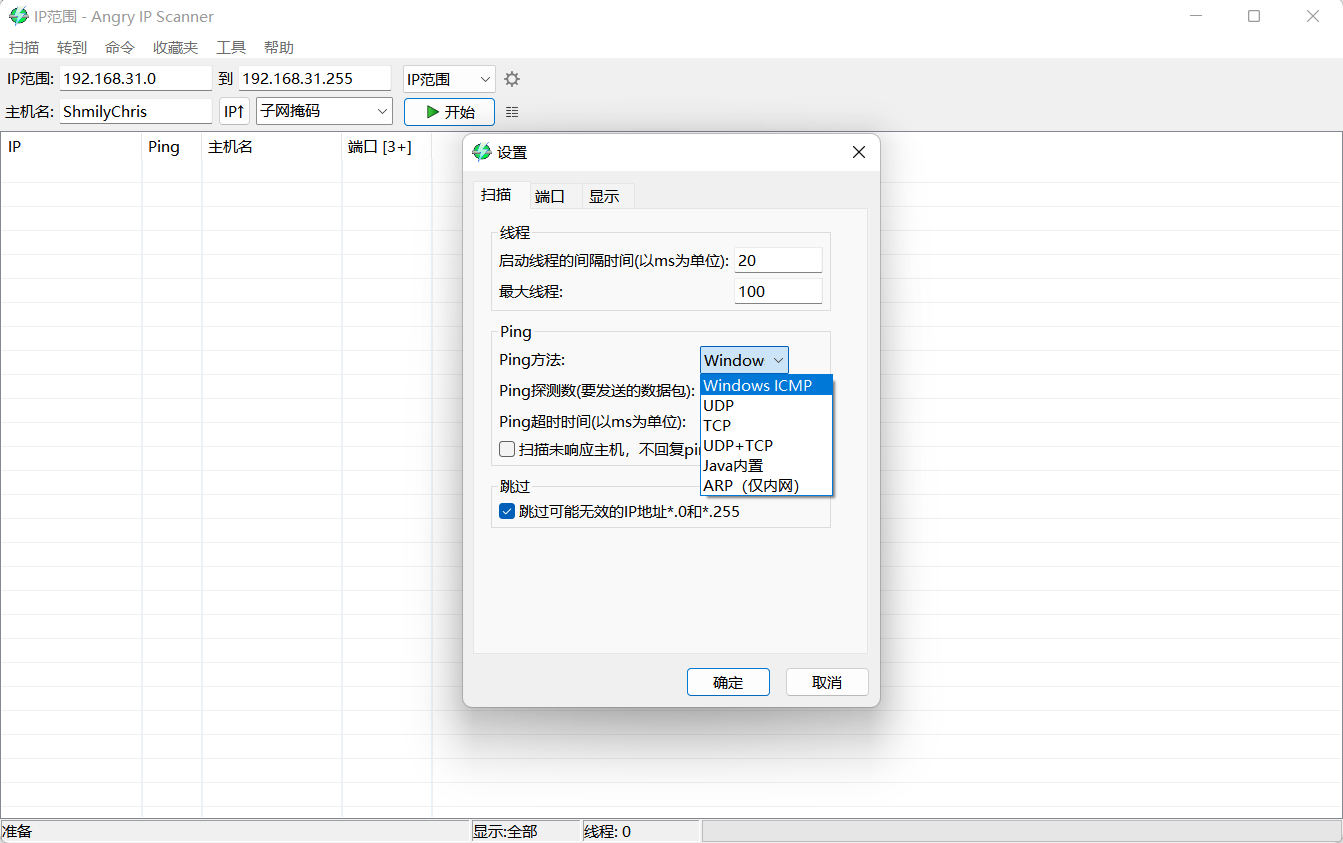 IP范围 - Angry IP Scanner
扫描 转到 命令 收藏夹 工具 帮助
IP范围: 192.168.31.0 到 192.168.31.255 IP范围
主机名: ShmilyChris IP↑ 子网掩码 开始
IP Ping 主机名 端口 [3+]
设置
扫描 端口 显示
线程
启动线程的间隔时间(以ms为单位): 20
最大线程: 100
Ping
Ping方法: Window
Windows ICMP
Ping探测数(要发送的数据包):
UDP
Ping超时时间(以ms为单位):
TCP
扫描未响应主机，不回复pi
UDP+TCP
Java内置
ARP（仅内网）
跳过
跳过可能无效的IP地址*.0和*.255
确定 取消
准备 显示:全部 线程: 0